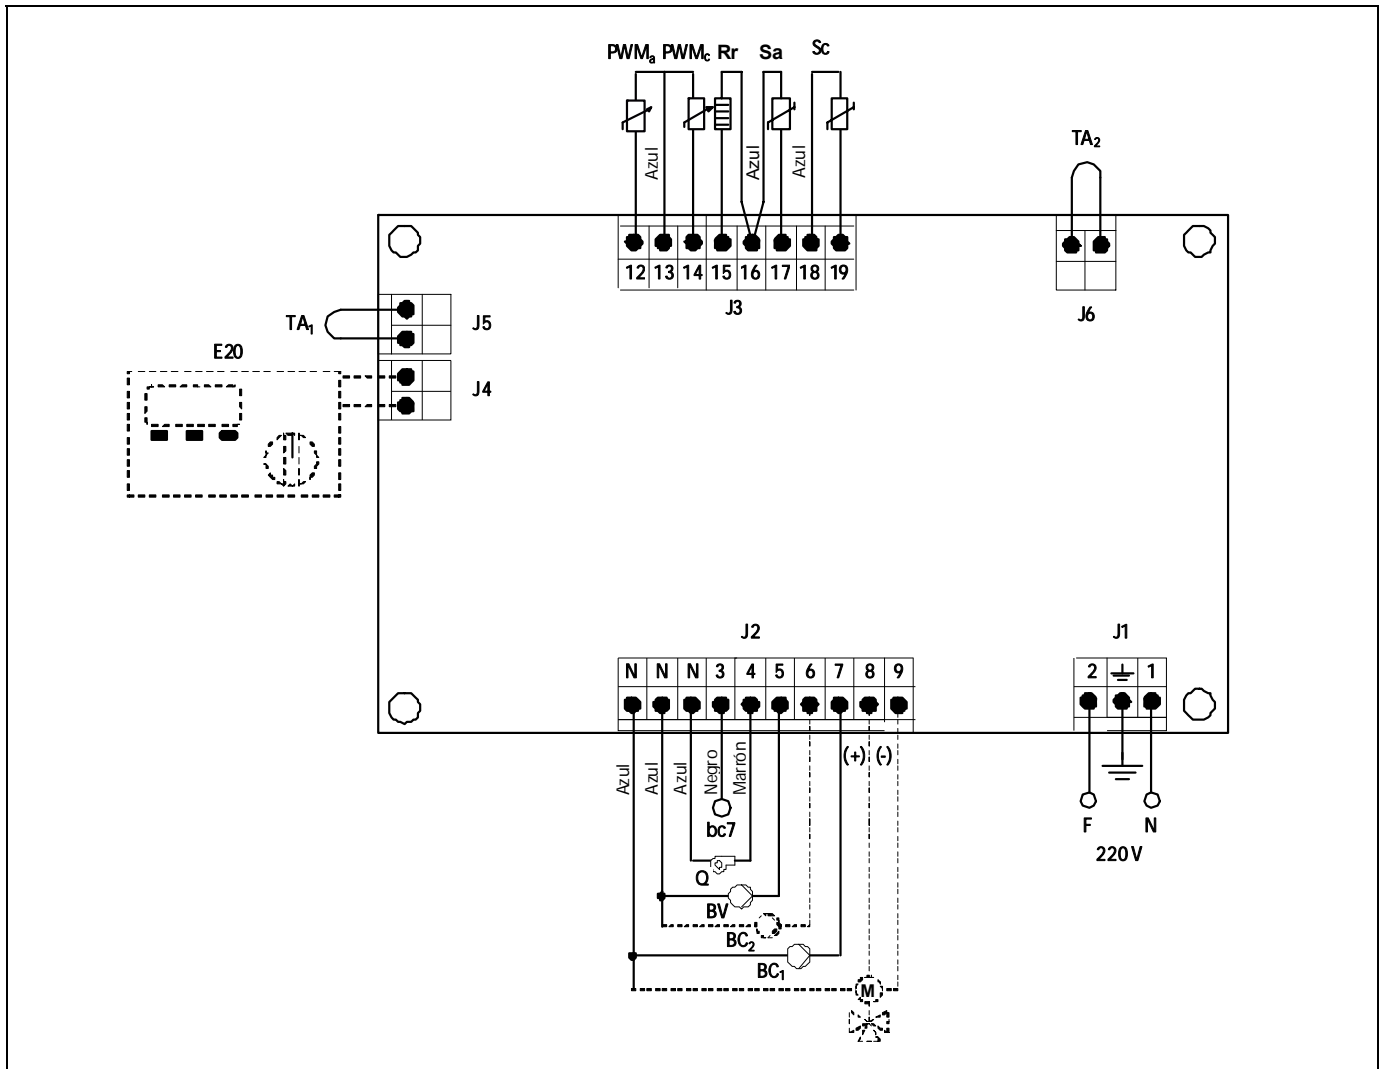 PWMa PWMc Rr Sa Sc
TA2
Azul
Azul
Azul
12 13 14 15 16 17 18 19
J3
J6
TA1
J5
E20
J4
J2
J1
N N N 3 4 5 6 7 8 9
2 1
Azul
Azul
Azul
Negro
Marrón
(+) (-)
bc7
F N
220V
Q
BV
BC2
BC1
M